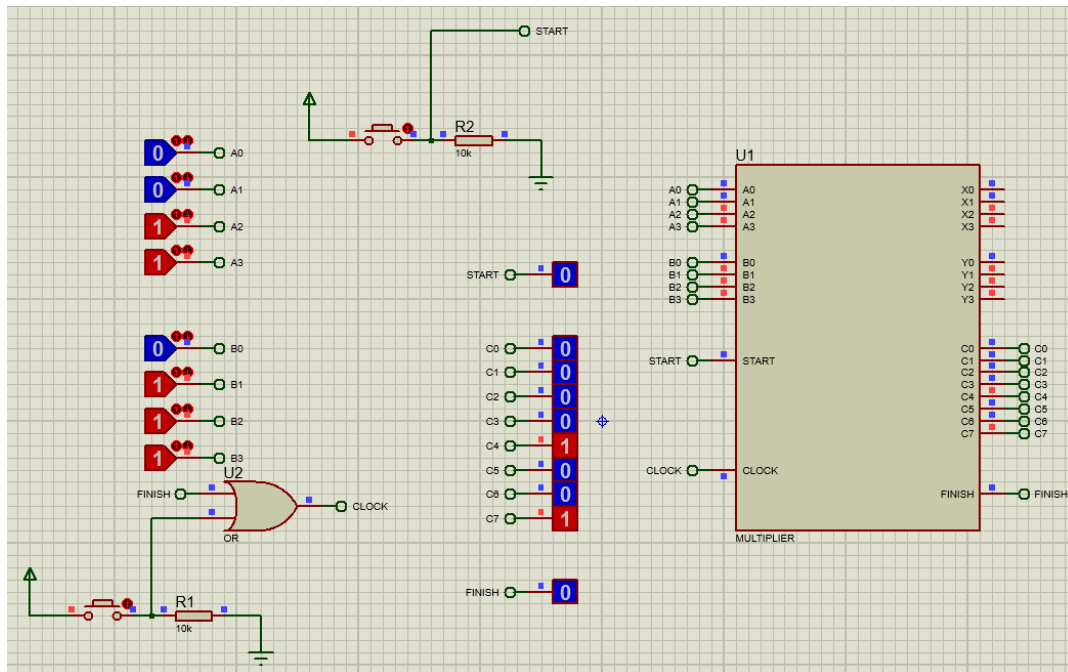 START
R2
10k
0 A0
0 A1
1 A2
1 A3
START 0
0 B0
1 B1
1 B2
1 B3
C0 0
C1 0
C2 0
C3 0
C4 1
C5 0
C6 0
C7 1
U2
FINISH
CLOCK
OR
FINISH 0
R1
10k
U1
A0 A0 X0
A1 A1 X1
A2 A2 X2
A3 A3 X3
B0 B0 Y0
B1 B1 Y1
B2 B2 Y2
B3 B3 Y3
C0 C0
START START C1 C1
C2 C2
C3 C3
C4 C4
C5 C5
C6 C6
C7 C7
CLOCK CLOCK
FINISH FINISH
MULTIPLIER